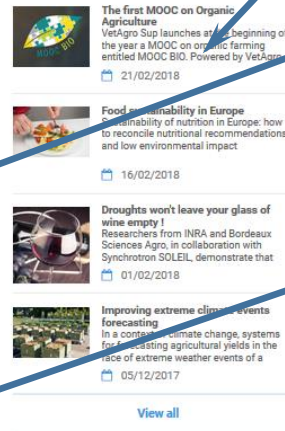 MOOC BIO
The first MOOC on Organic
Agriculture
VetAgro Sup launches at the beginning of
the year a MOOC on organic farming
entitled MOOC BIO. Powered by VetAgro
21/02/2018
Food sustainability in Europe
Sustainability of nutrition in Europe: how
to reconcile nutritional recommendations
and low environmental impact
16/02/2018
Droughts won't leave your glass of
wine empty !
Researchers from INRA and Bordeaux
Sciences Agro, in collaboration with
Synchrotron SOLEIL, demonstrate that
01/02/2018
Improving extreme climate events
forecasting
In a context climate change, systems
for forecasting agricultural yields in the
face of extreme weather events of a
05/12/2017
View all